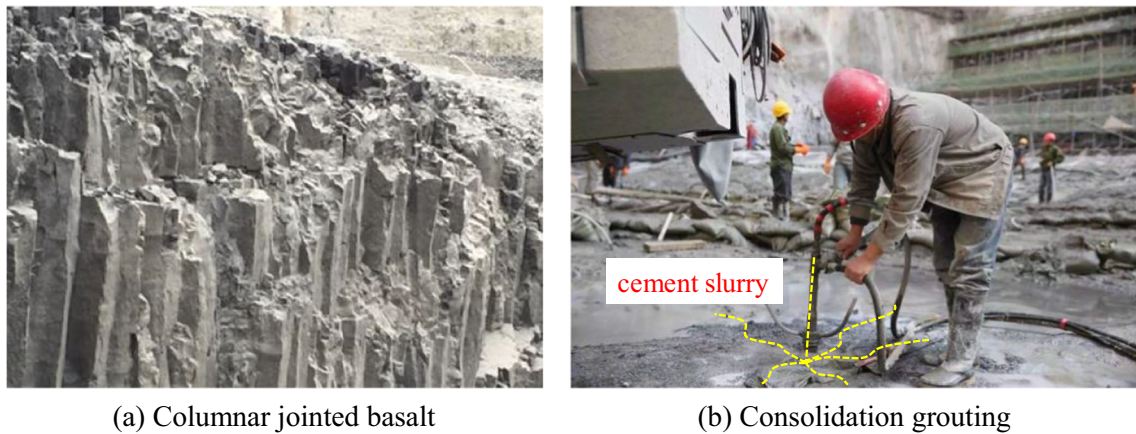 cement slurry
(a) Columnar jointed basalt
(b) Consolidation grouting